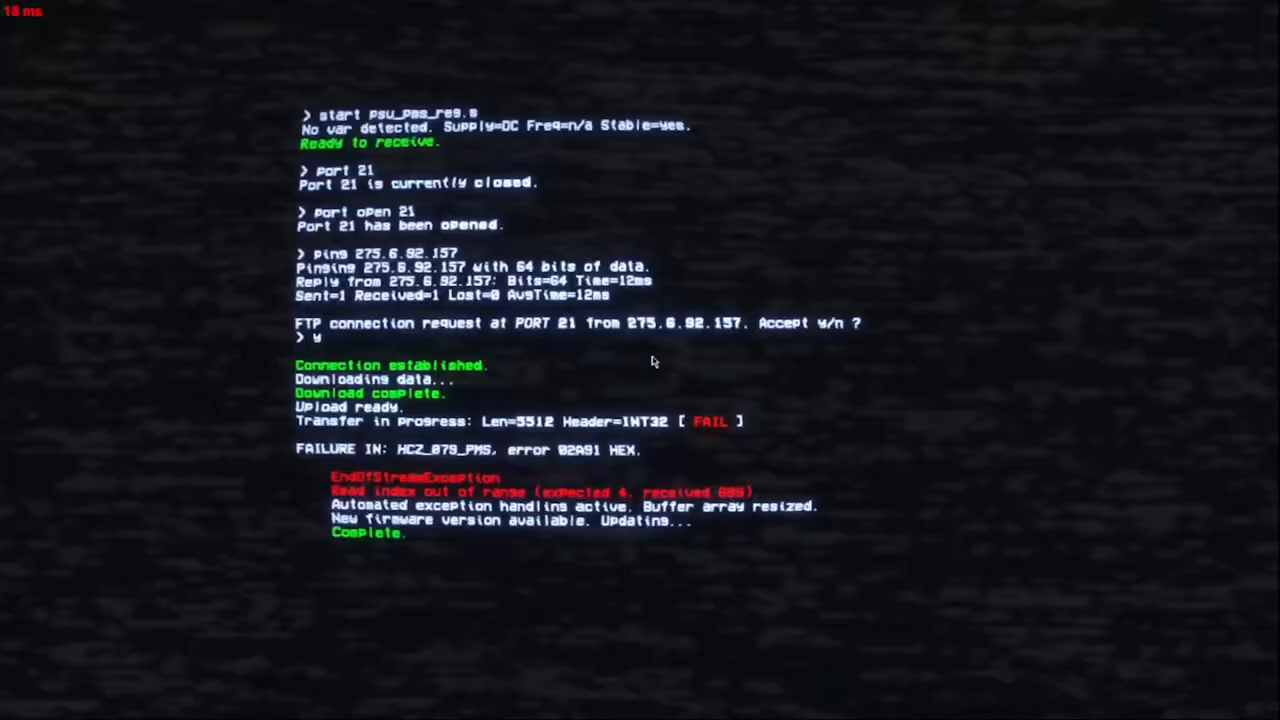 18 ms
> start psu_pms_reg.s
No var detected. Supply=DC Freq=n/a Stable=yes.
Ready to receive.
> port 21
Port 21 is currently closed.
> port open 21
Port 21 has been opened.
> ping 275.6.92.157
Pinging 275.6.92.157 with 64 bits of data.
Reply from 275.6.92.157: Bits=64 Time=12ms
Sent=1 Received=1 Lost=0 AvgTime=12ms
FTP connection request at PORT 21 from 275.6.92.157. Accept y/n ?
> y
Connection established.
Downloading data...
Download complete.
Upload ready.
Transfer in progress: Len=5512 Header=INT32 [ FAIL ]
FAILURE IN: HCZ_079_PMS, error 02A91 HEX.
EndOfStreamException
Read index out of range (expected 4, received
Automated exception handling active. Buffer array resized.
New firmware version available. Updating...
Complete.